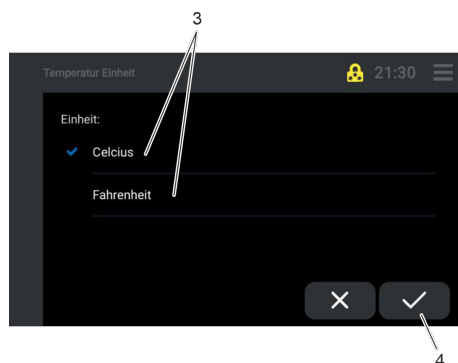 3
Temperatur Einheit 21:30
Einheit:
Celcius
Fahrenheit
4